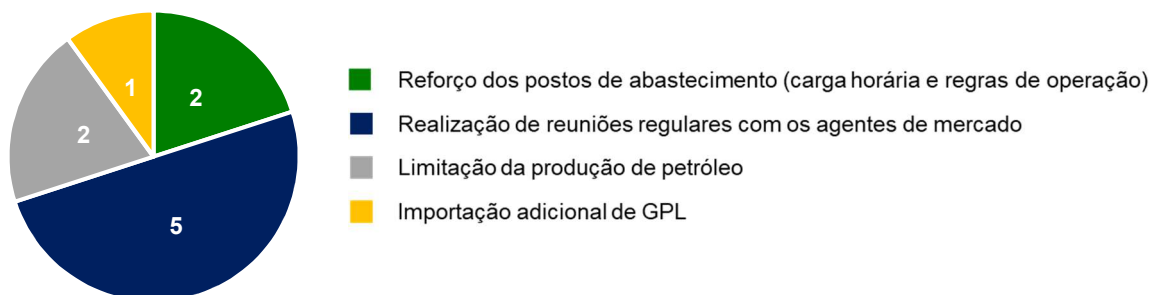 1
2
2
5
Reforço dos postos de abastecimento (carga horária e regras de operação)
Realização de reuniões regulares com os agentes de mercado
Limitação da produção de petróleo
Importação adicional de GPL